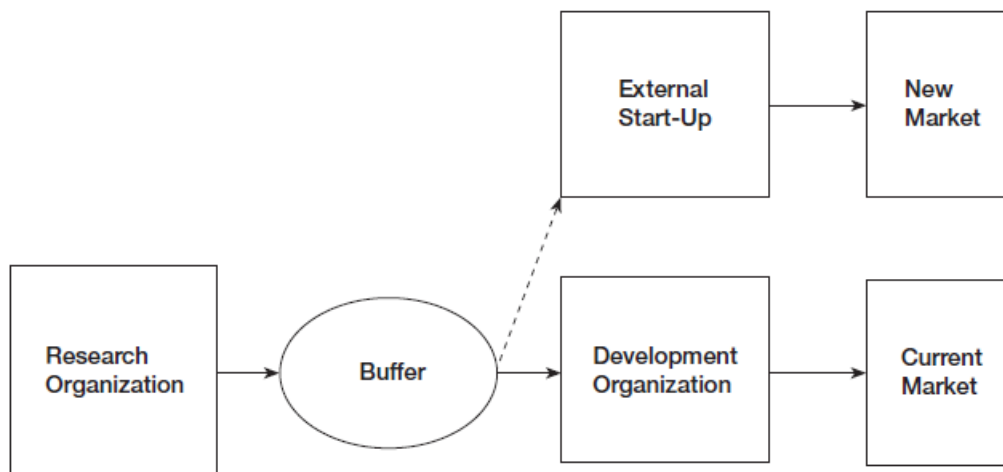 External
Start-Up
New
Market
Research
Organization
Buffer
Development
Organization
Current
Market